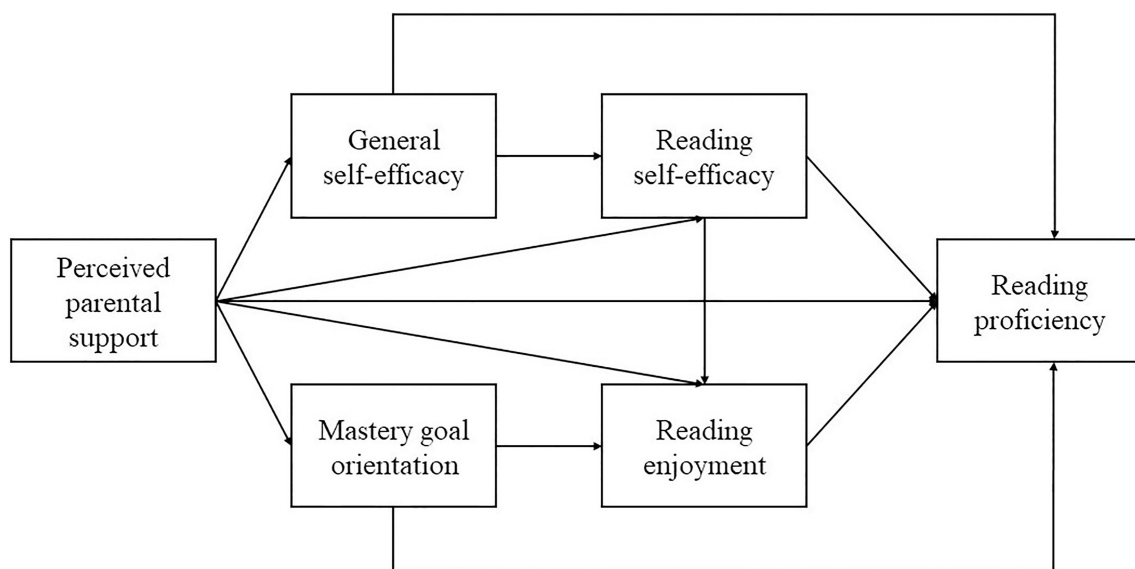 General
self-efficacy
Reading
self-efficacy
Perceived
parental
support
Reading
proficiency
Mastery goal
orientation
Reading
enjoyment